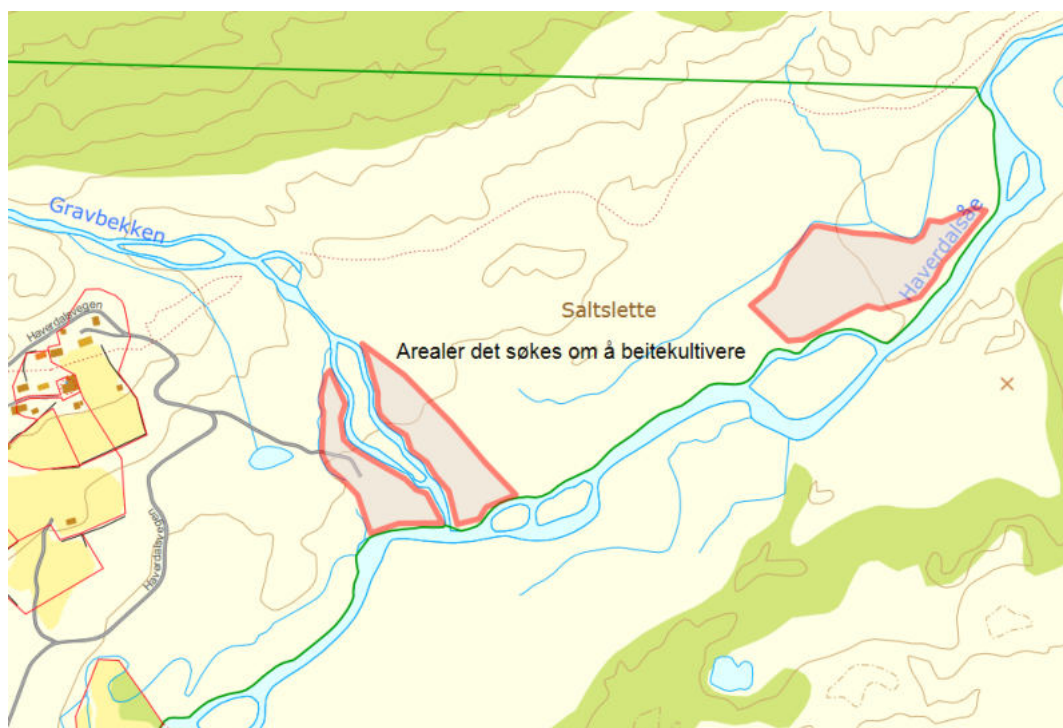 Gravbekken
Haverdalsåe
Haverdalsvegen
Saltslette
Arealer det søkes om å beitekultivere
Haverdalsvegen